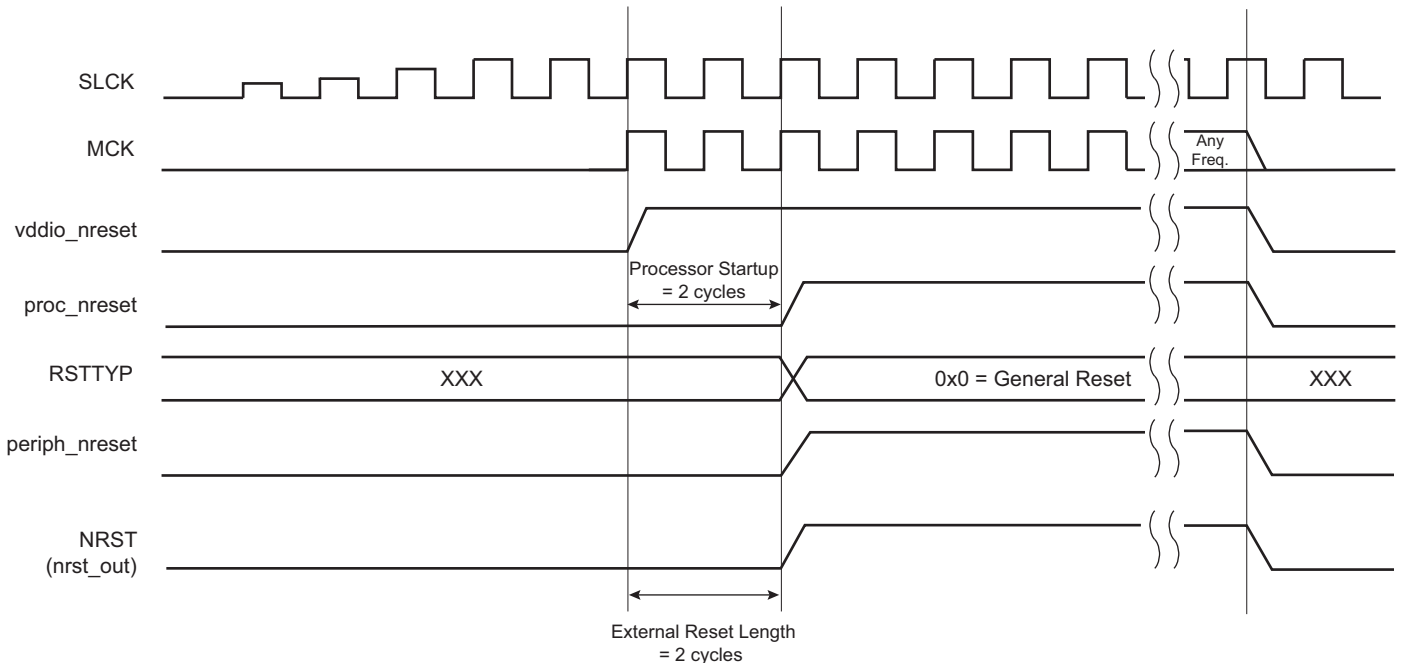 SLCK
MCK
Any
Freq.
vddio_nreset
Processor Startup
= 2 cycles
proc_nreset
RSTTYP
XXX
0x0 = General Reset
XXX
periph_nreset
NRST
(nrst_out)
External Reset Length
= 2 cycles